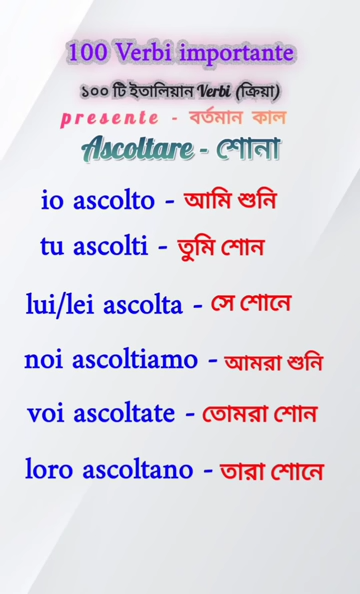 100 Verbi importante
১০০ টি ইতালিয়ান Verbi (ক্রিয়া)
presente - বর্তমান কাল
Ascoltare - শোনা
io ascolto - আমি শুনি
tu ascolti - তুমি শোন
lui/lei ascolta - সে শোনে
noi ascoltiamo - আমরা শুনি
voi ascoltate - তোমরা শোন
loro ascoltano - তারা শোনে